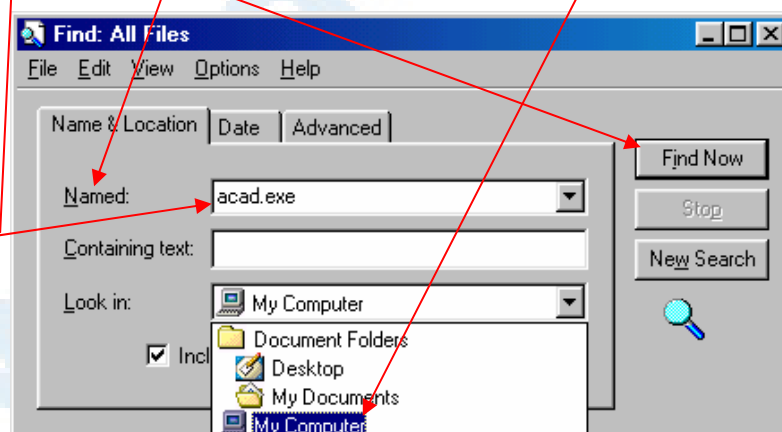 Find: All Files
File Edit View Options Help
Name & Location Date Advanced
Find Now
Named: acad.exe
Stop
Containing text:
New Search
Look in: My Computer
Document Folders
Incl
Desktop
My Documents
My Computer